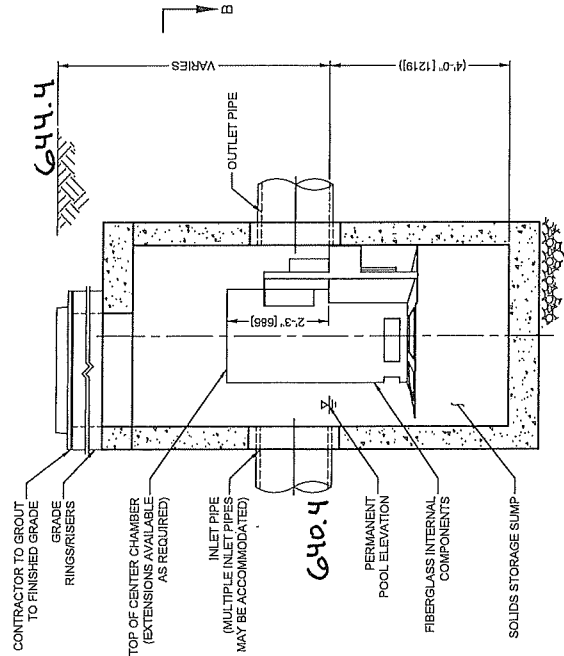 B
644.4
VARIES
(4'-0" [1219])
OUTLET PIPE
2'-3" [686]
CONTRACTOR TO GROUT
TO FINISHED GRADE
GRADE
RINGS/RISERS
TOP OF CENTER CHAMBER
(EXTENSIONS AVAILABLE
AS REQUIRED)
INLET PIPE
(MULTIPLE INLET PIPES
MAY BE ACCOMMODATED)
640.4
PERMANENT
POOL ELEVATION
FIBERGLASS INTERNAL
COMPONENTS
SOLIDS STORAGE SUMP